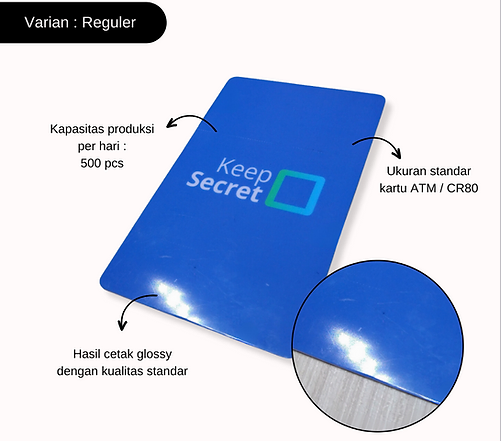 Varian : Reguler
Kapasitas produksi
per hari :
500 pcs
Ukuran standar
kartu ATM / CR80
Keep
Secret
Hasil cetak glossy
dengan kualitas standar